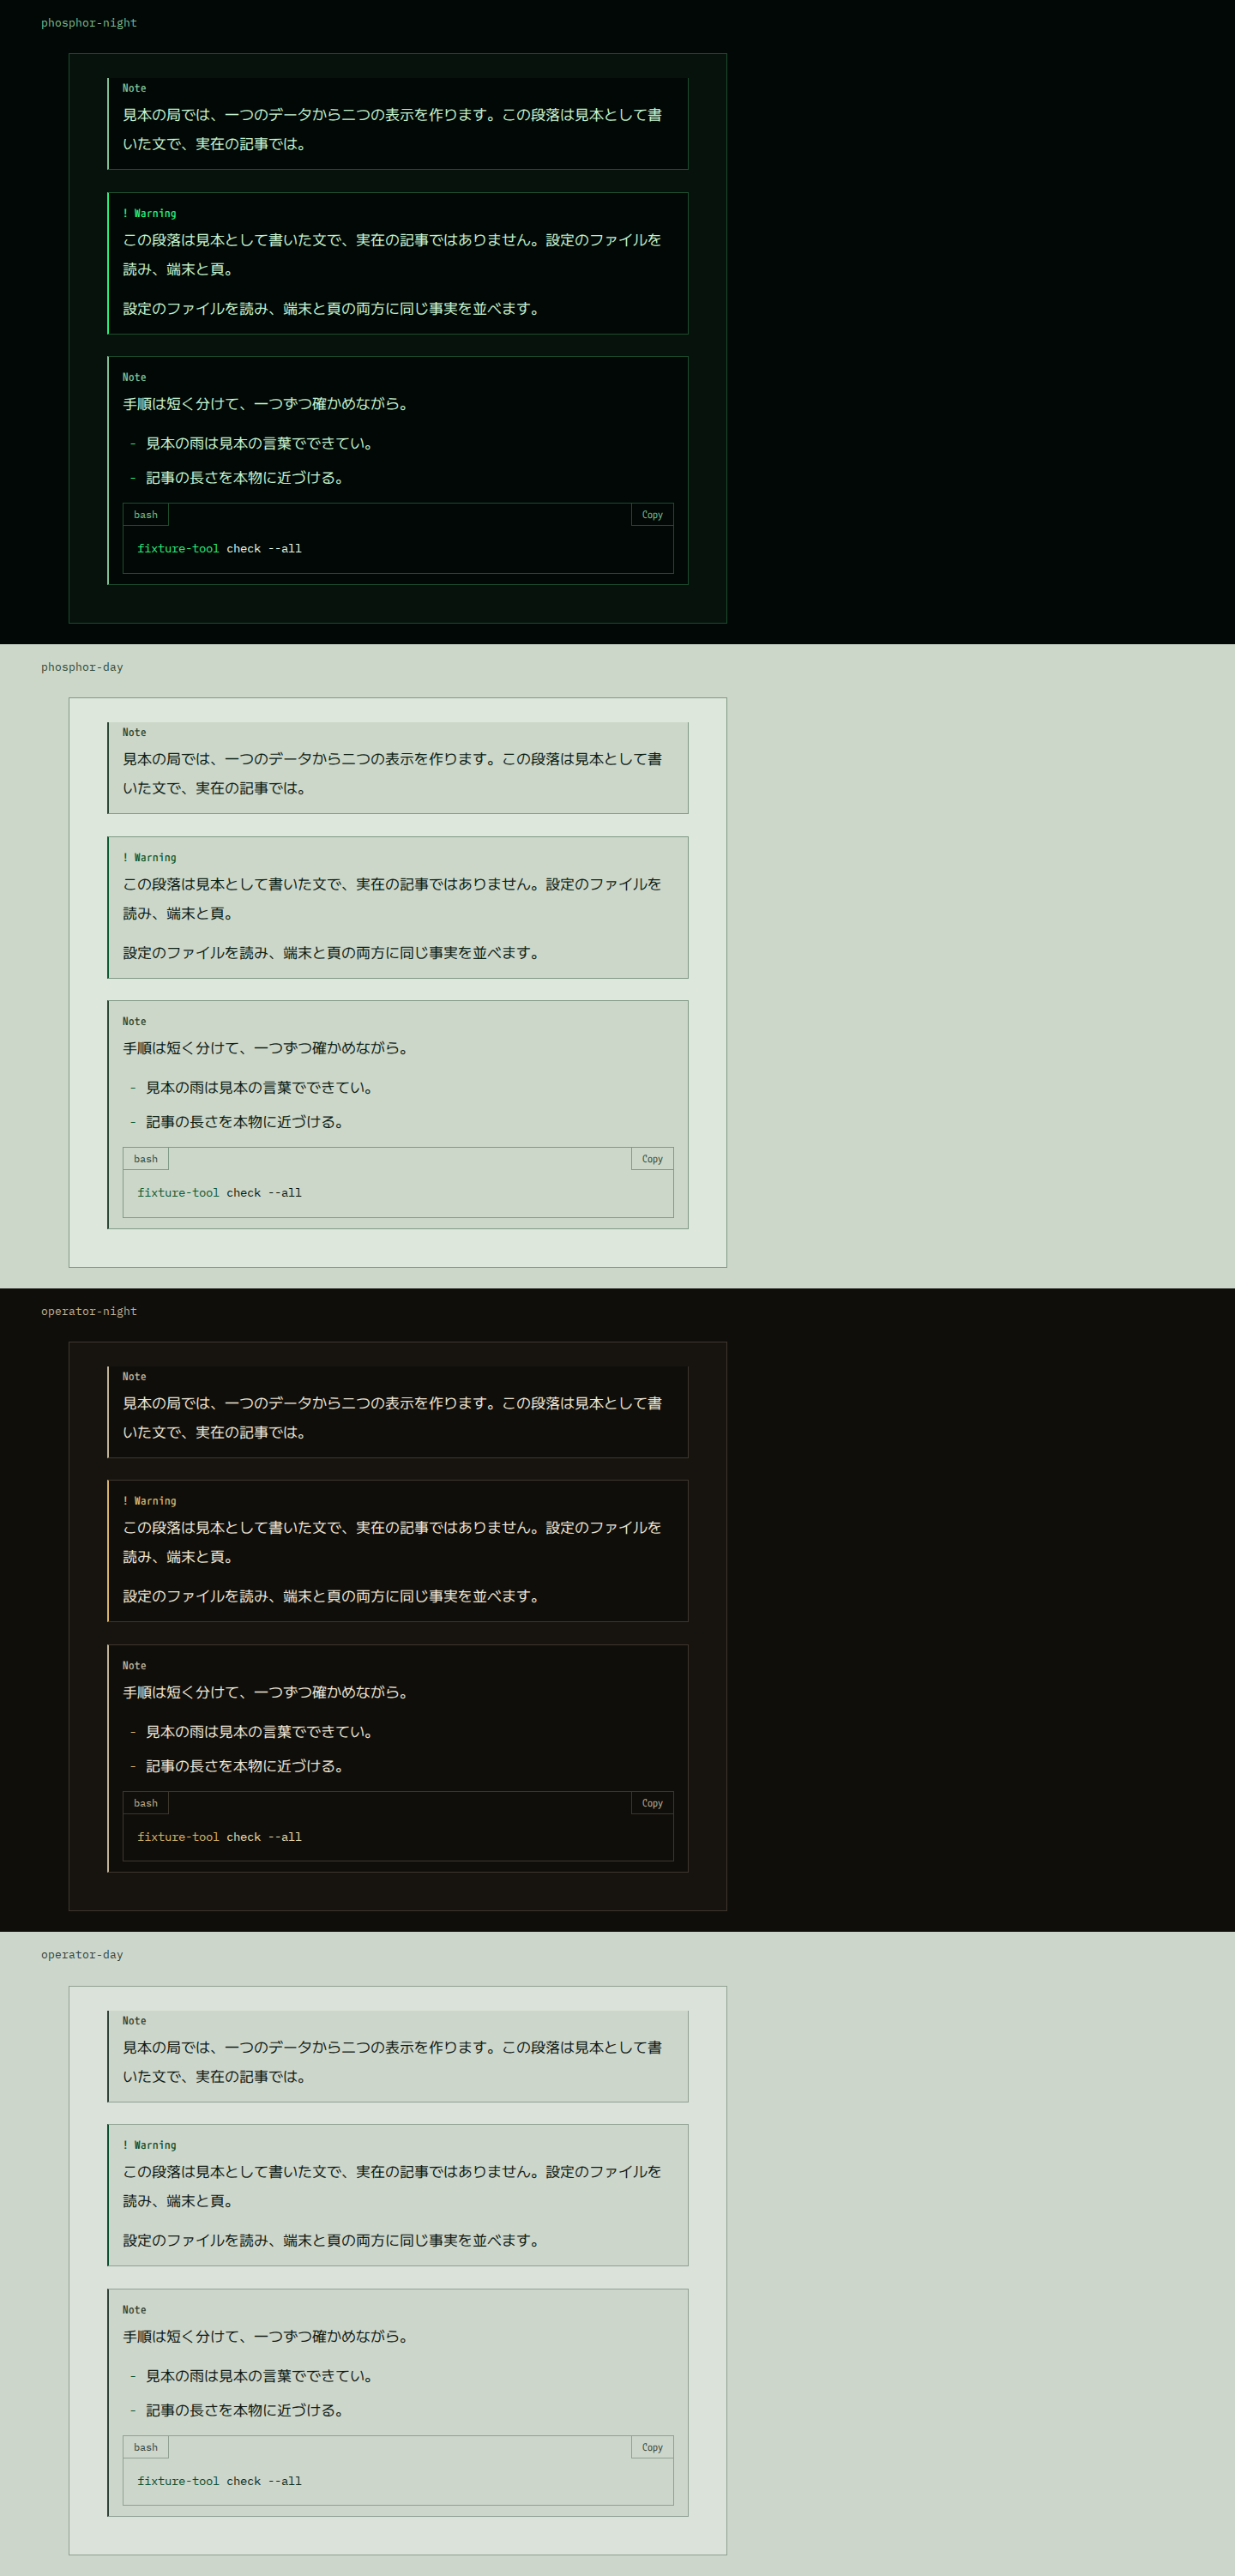 phosphor-night
Note
見本の局では、一つのデータから二つの表示を作ります。この段落は見本として書
いた文で、実在の記事では。
! Warning
この段落は見本として書いた文で、実在の記事ではありません。設定のファイルを
読み、端末と頁。
設定のファイルを読み、端末と頁の両方に同じ事実を並べます。
Note
手順は短く分けて、一つずつ確かめながら。
- 見本の雨は見本の言葉でできてい。
- 記事の長さを本物に近づける。
bash
Copy
fixture-tool check --all
phosphor-day
Note
見本の局では、一つのデータから二つの表示を作ります。この段落は見本として書
いた文で、実在の記事では。
! Warning
この段落は見本として書いた文で、実在の記事ではありません。設定のファイルを
読み、端末と頁。
設定のファイルを読み、端末と頁の両方に同じ事実を並べます。
Note
手順は短く分けて、一つずつ確かめながら。
- 見本の雨は見本の言葉でできてい。
- 記事の長さを本物に近づける。
bash
Copy
fixture-tool check --all
operator-night
Note
見本の局では、一つのデータから二つの表示を作ります。この段落は見本として書
いた文で、実在の記事では。
! Warning
この段落は見本として書いた文で、実在の記事ではありません。設定のファイルを
読み、端末と頁。
設定のファイルを読み、端末と頁の両方に同じ事実を並べます。
Note
手順は短く分けて、一つずつ確かめながら。
- 見本の雨は見本の言葉でできてい。
- 記事の長さを本物に近づける。
bash
Copy
fixture-tool check --all
operator-day
Note
見本の局では、一つのデータから二つの表示を作ります。この段落は見本として書
いた文で、実在の記事では。
! Warning
この段落は見本として書いた文で、実在の記事ではありません。設定のファイルを
読み、端末と頁。
設定のファイルを読み、端末と頁の両方に同じ事実を並べます。
Note
手順は短く分けて、一つずつ確かめながら。
- 見本の雨は見本の言葉でできてい。
- 記事の長さを本物に近づける。
bash
Copy
fixture-tool check --all